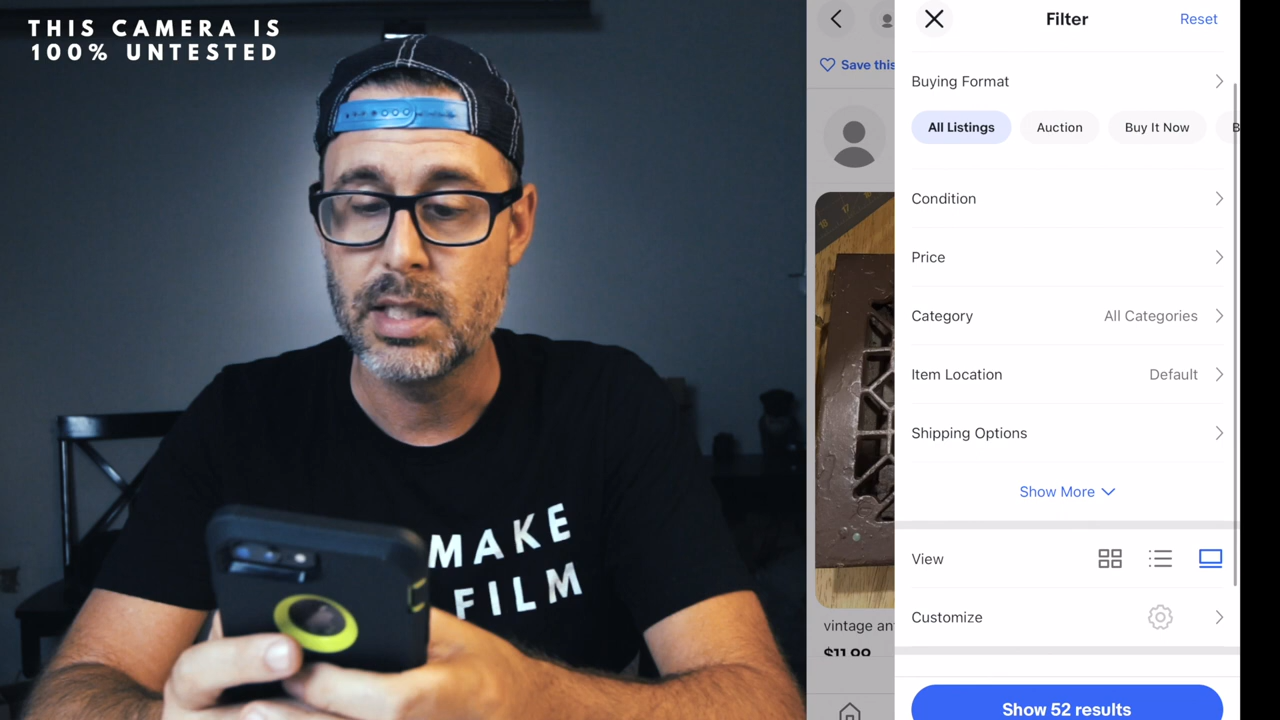 THIS CAMERA IS
100% UNTESTED
MAKE
FILM
Filter
Reset
Save this
Buying Format
All Listings
Auction
Buy It Now
B
Condition
Price
Category
All Categories
Item Location
Default
Shipping Options
Show More
View
Customize
vintage an
$11.99
Show 52 results